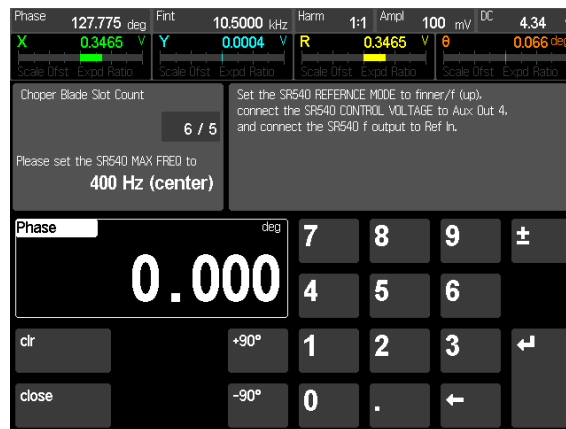 Phase 127.775 deg Fint 10.5000 kHz Harm 1:1 Ampl 100 mV DC 4.34
X 0.3465 V Y 0.0004 V R 0.3465 V θ 0.066 deg
Scale Ofst Expd Ratio Scale Ofst Expd Ratio Scale Ofst Expd Ratio Scale Ofst Expd Ratio
Choper Blade Slot Count
6 / 5
Please set the SR540 MAX FREQ to
400 Hz (center)
Set the SR540 REFERNCE MODE to finner/f (up),
connect the SR540 CONTROL VOLTAGE to Aux Out 4,
and connect the SR540 f output to Ref In.
Phase deg
0.000
7 8 9 ±
4 5 6
clr +90° 1 2 3 ↵
close -90° 0 . ←